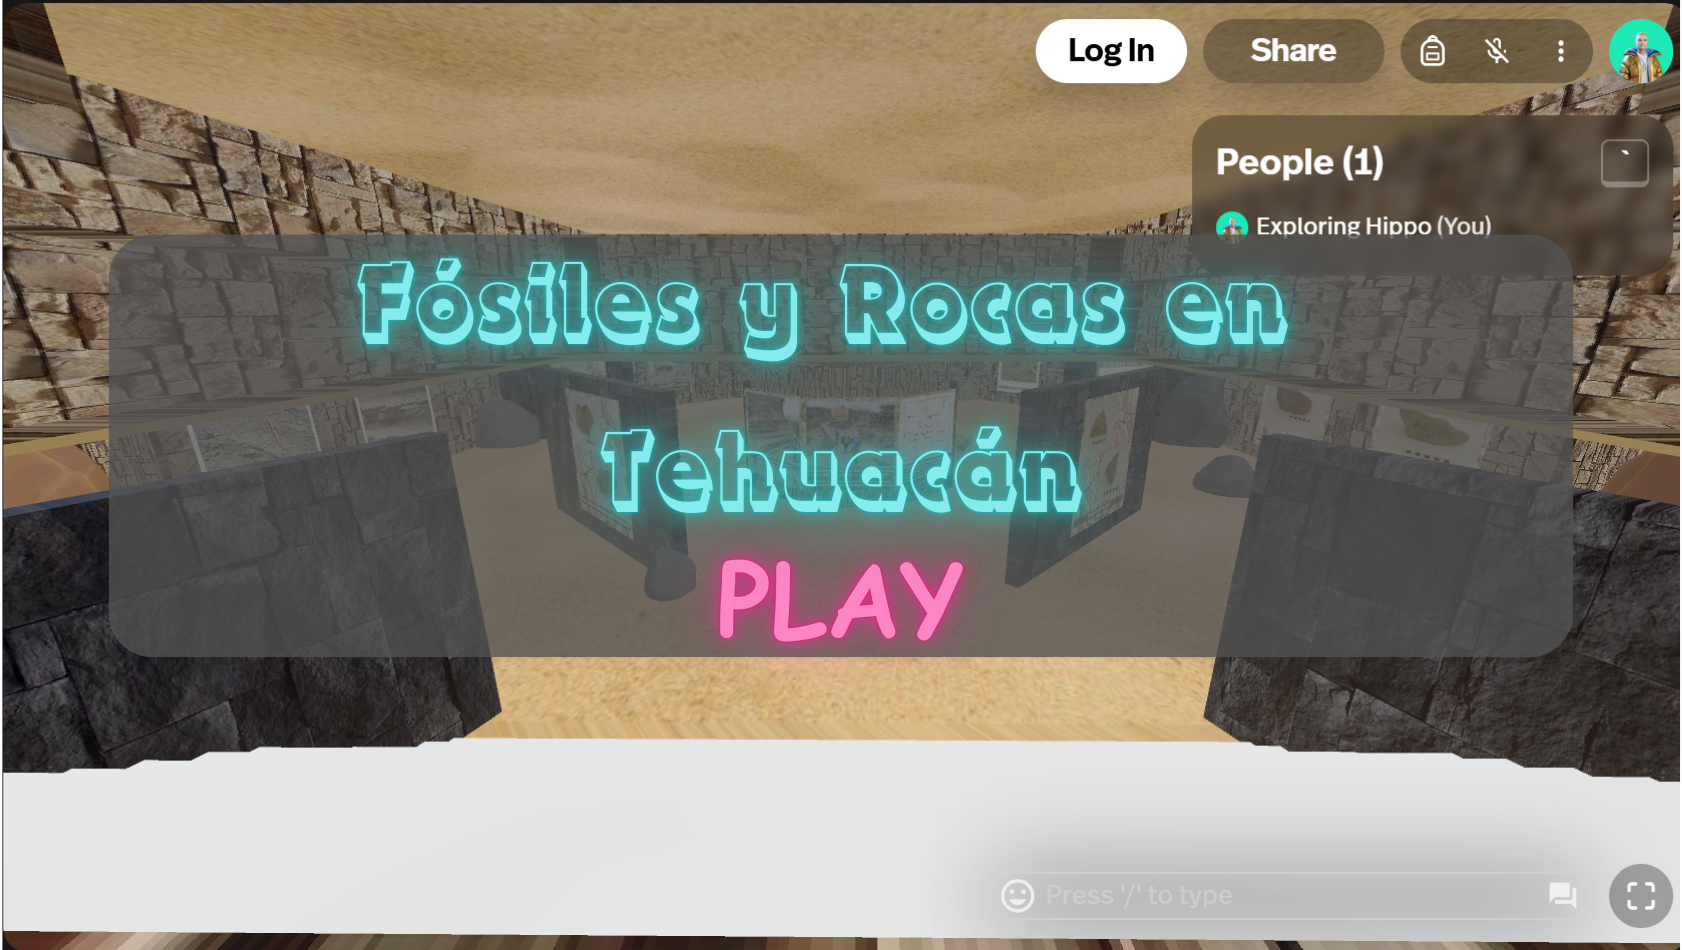 Log In
Share
People (1)
Exploring Hippo (You)
Fósiles y Rocas en
Tehuacán
PLAY
Press '/' to type